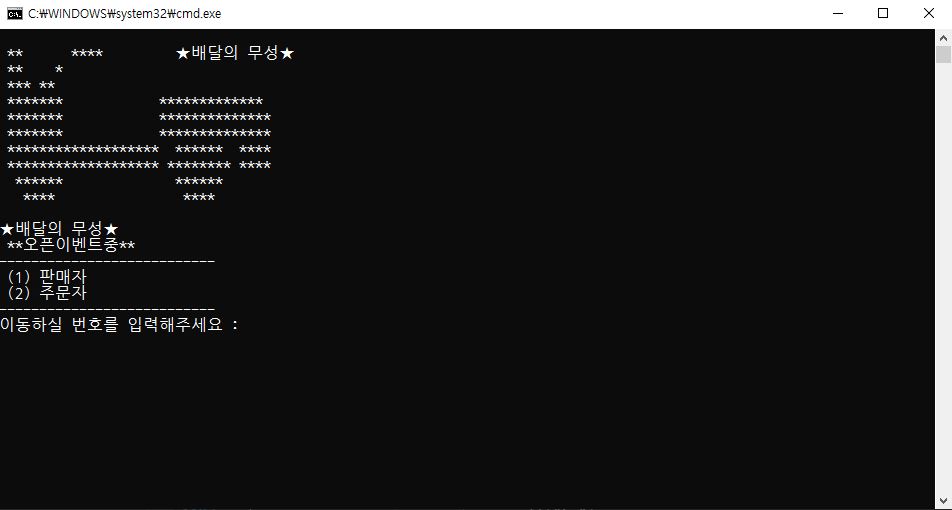 C:₩WINDOWS₩system32₩cmd.exe
**      ****         ★배달의 무성★
**    *
*** **
*******            *************
*******            **************
*******            **************
*******************  ******  ****
******************* ******** ****
******              ******
****                ****
★배달의 무성★
**오픈이벤트중**
---------------------------
(1) 판매자
(2) 주문자
---------------------------
이동하실 번호를 입력해주세요 :